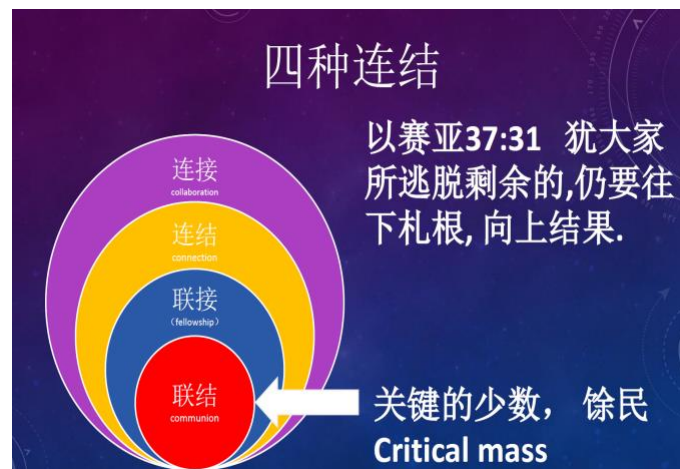 四种连结
以赛亚37:31 犹大家
所逃脱剩余的,仍要往
下札根, 向上结果.
连接
collaboration
连结
connection
联接
(fellowship)
联结
communion
关键的少数， 馀民
Critical mass